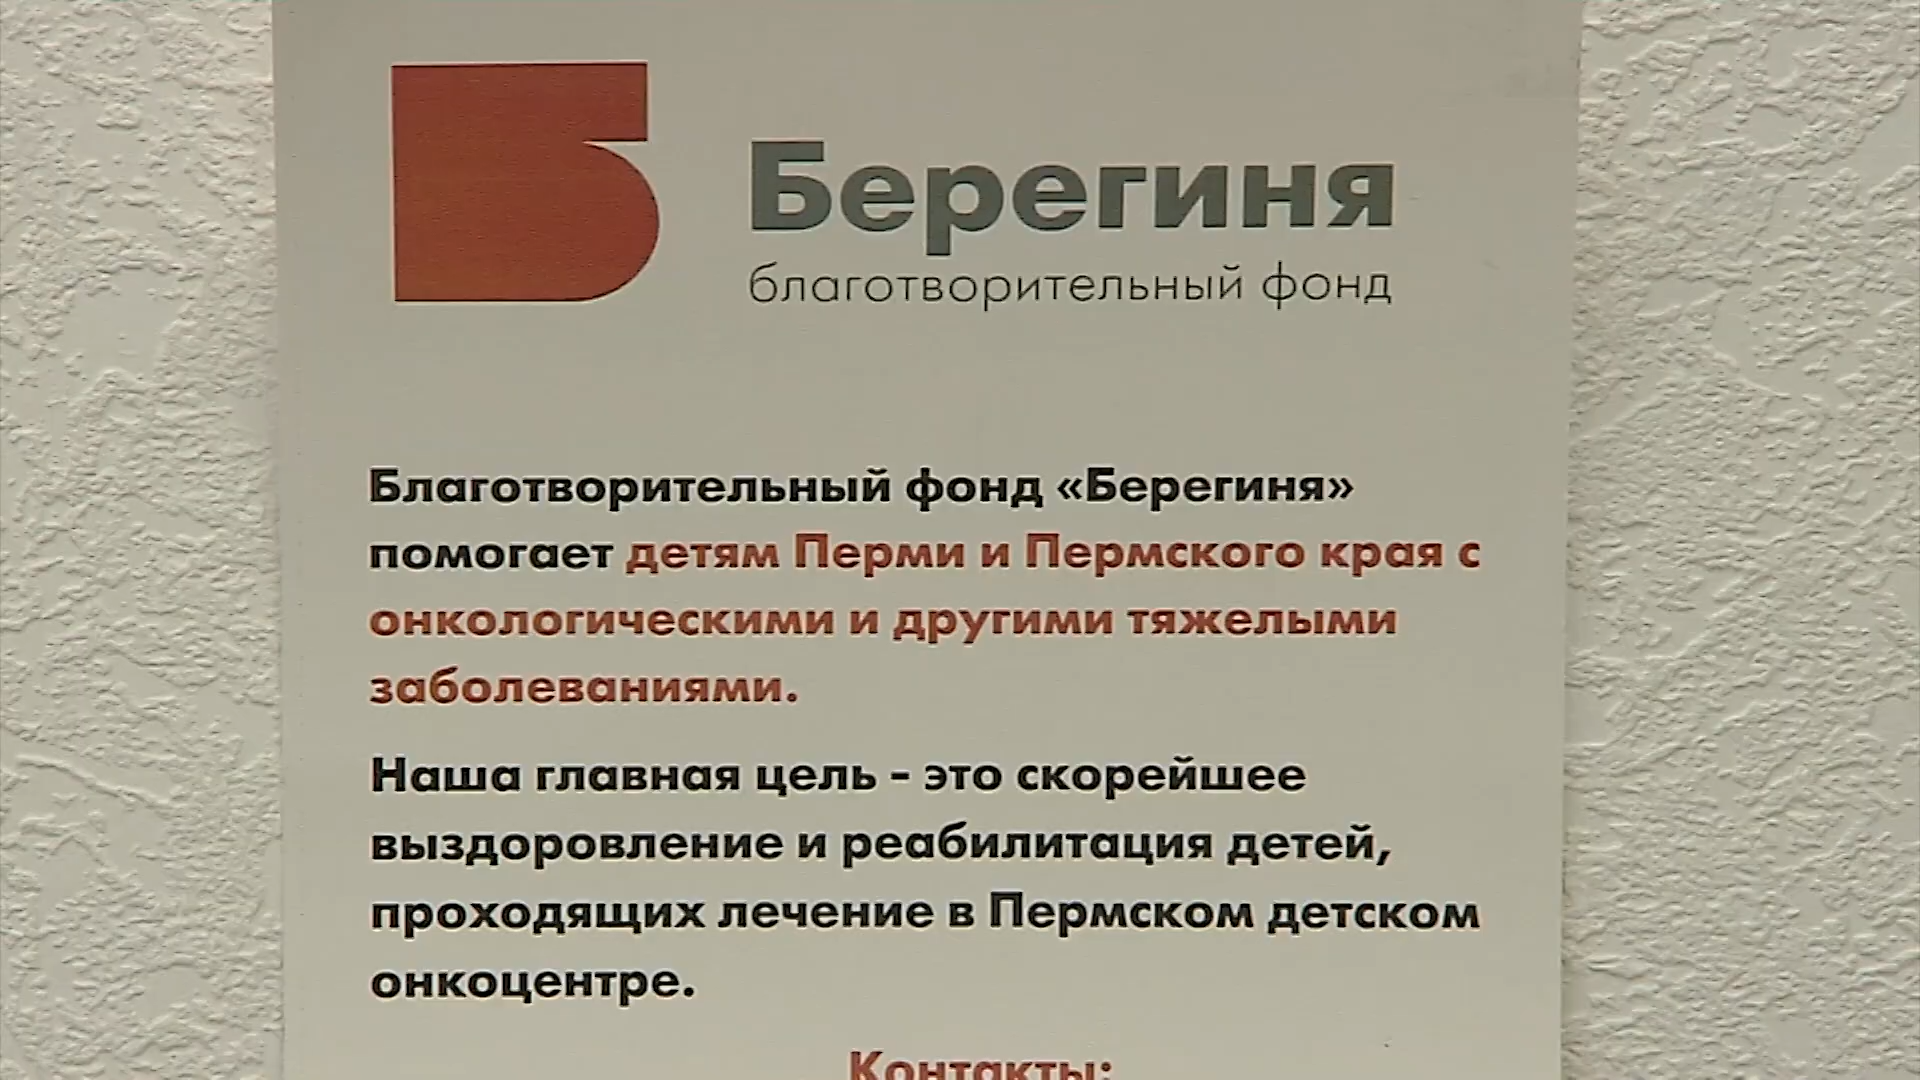 Б
Берегиня
благотворительный фонд
Благотворительный фонд «Берегиня»
помогает детям Перми и Пермского края с
онкологическими и другими тяжелыми
заболеваниями.
Наша главная цель - это скорейшее
выздоровление и реабилитация детей,
проходящих лечение в Пермском детском
онкоцентре.
Контакты: